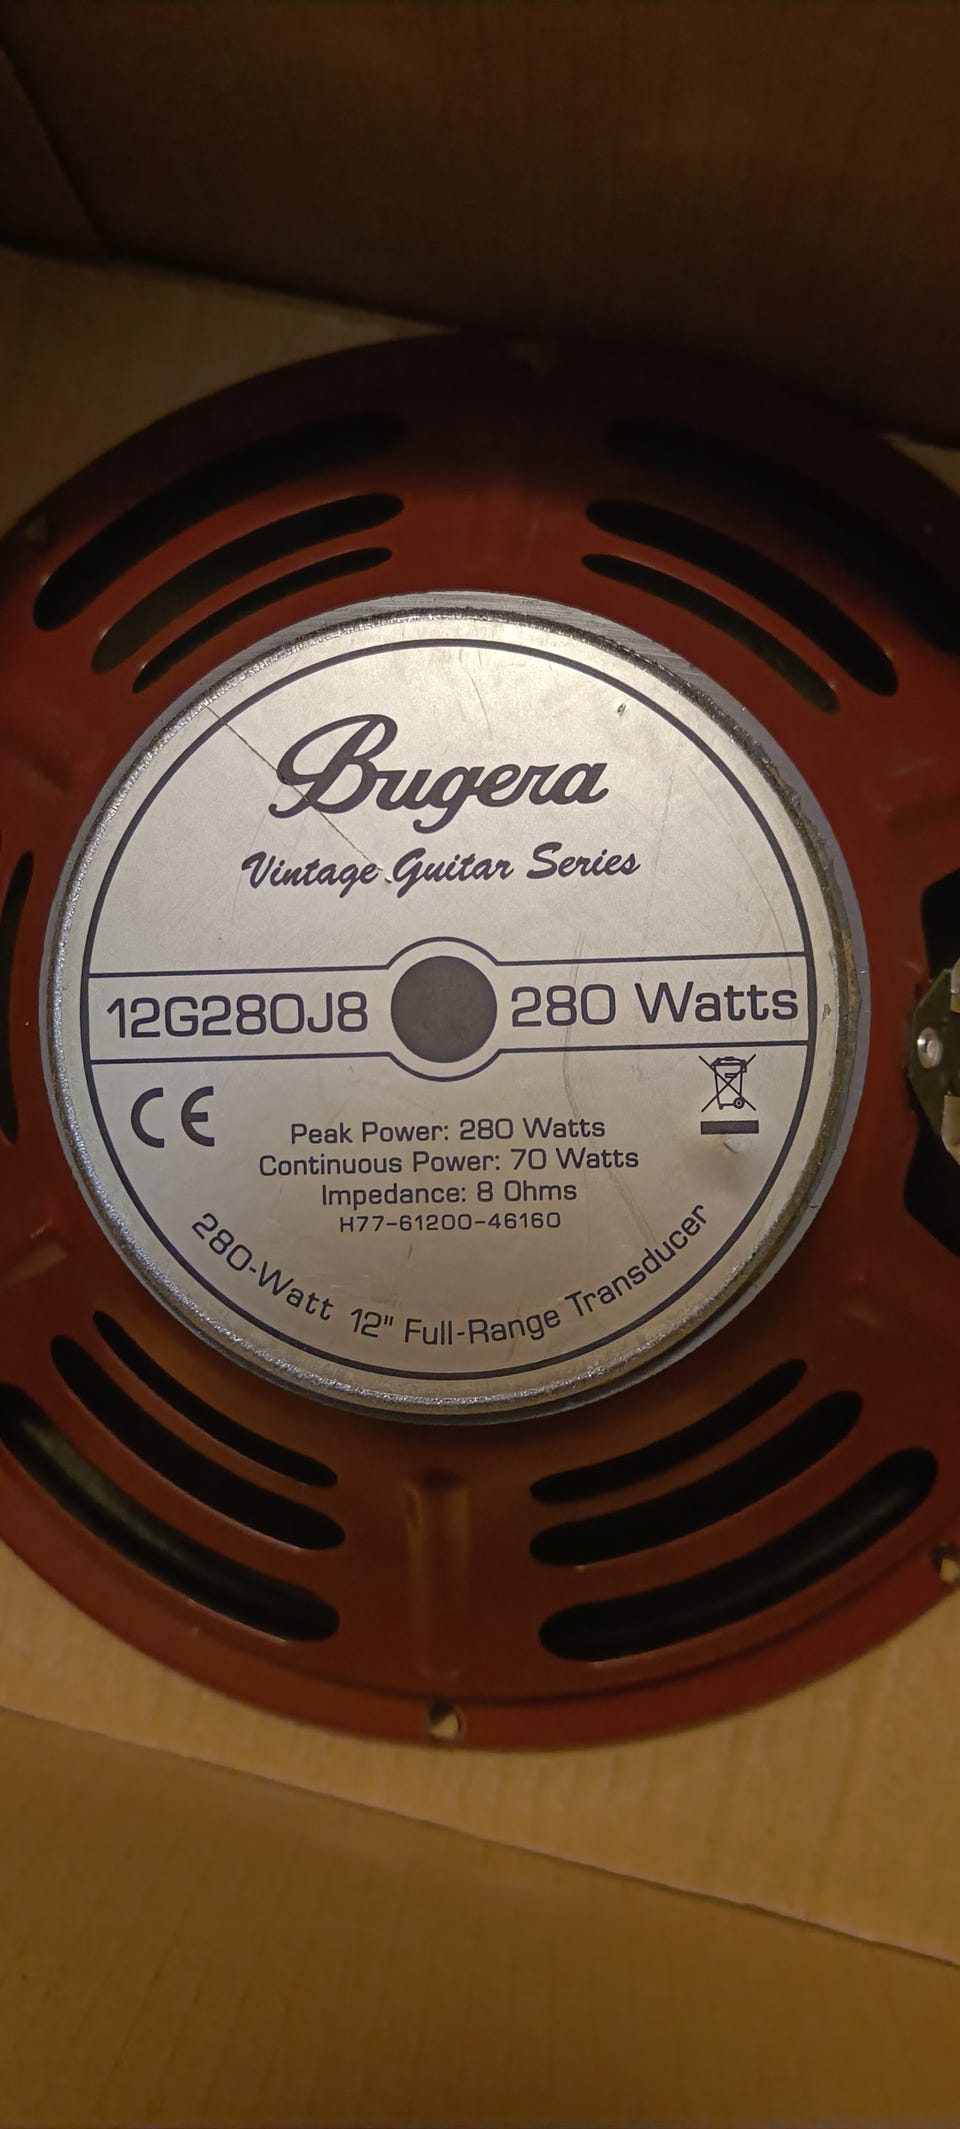 Bugera
Vintage Guitar Series
12G280J8 280 Watts
CE
Peak Power: 280 Watts
Continuous Power: 70 Watts
Impedance: 8 Ohms
H77-61200-46160
280-Watt 12" Full-Range Transducer